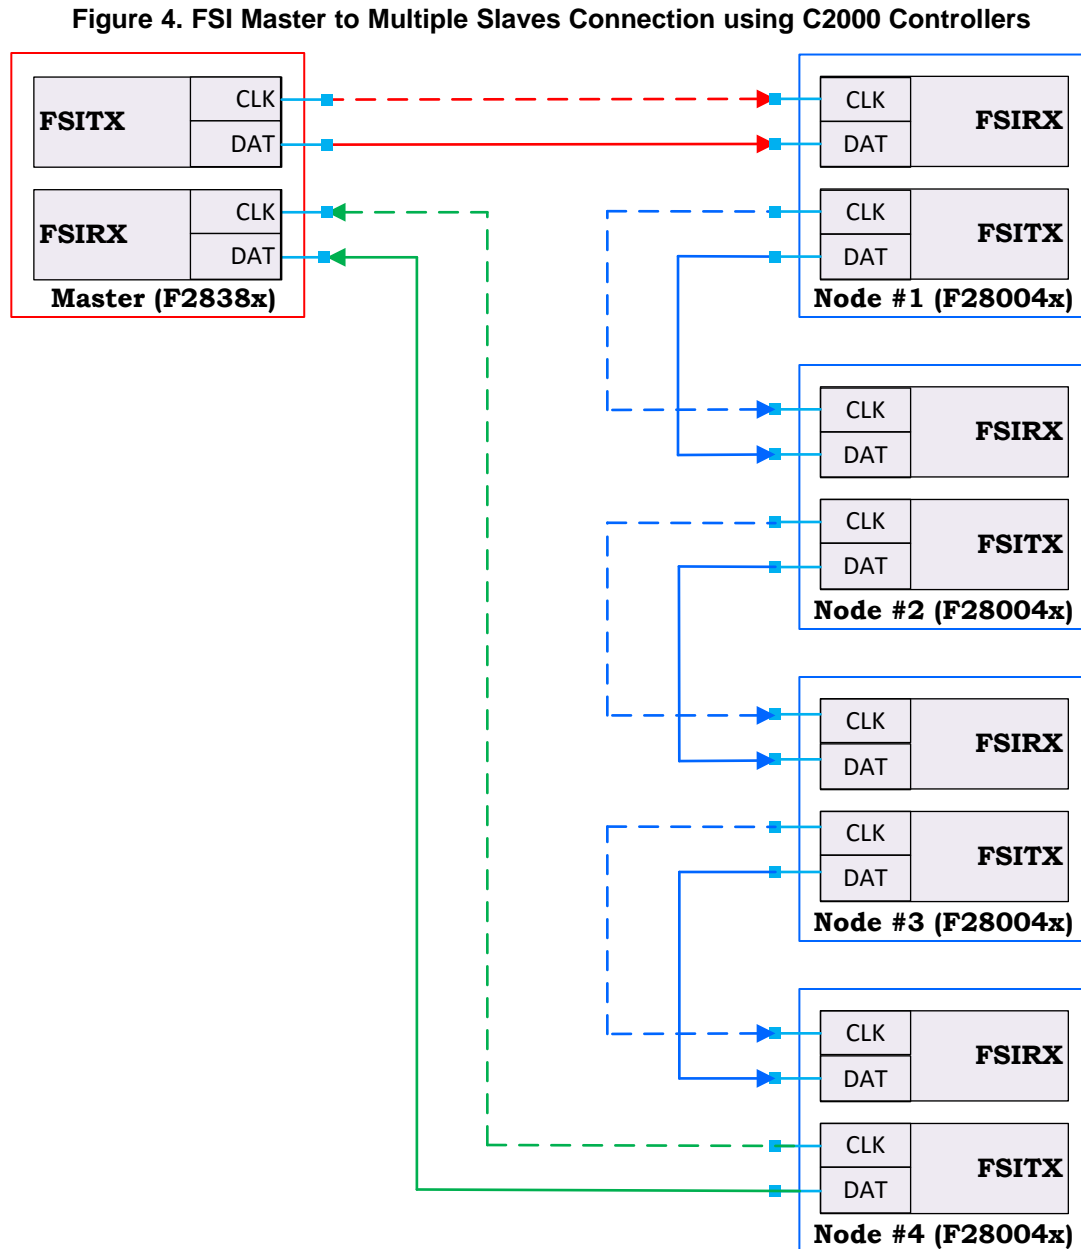 Figure 4. FSI Master to Multiple Slaves Connection using C2000 Controllers
FSITX
CLK
DAT
FSIRX
CLK
DAT
Master (F2838x)
CLK
DAT
FSIRX
CLK
DAT
FSITX
Node #1 (F28004x)
CLK
DAT
FSIRX
CLK
DAT
FSITX
Node #2 (F28004x)
CLK
DAT
FSIRX
CLK
DAT
FSITX
Node #3 (F28004x)
CLK
DAT
FSIRX
CLK
DAT
FSITX
Node #4 (F28004x)